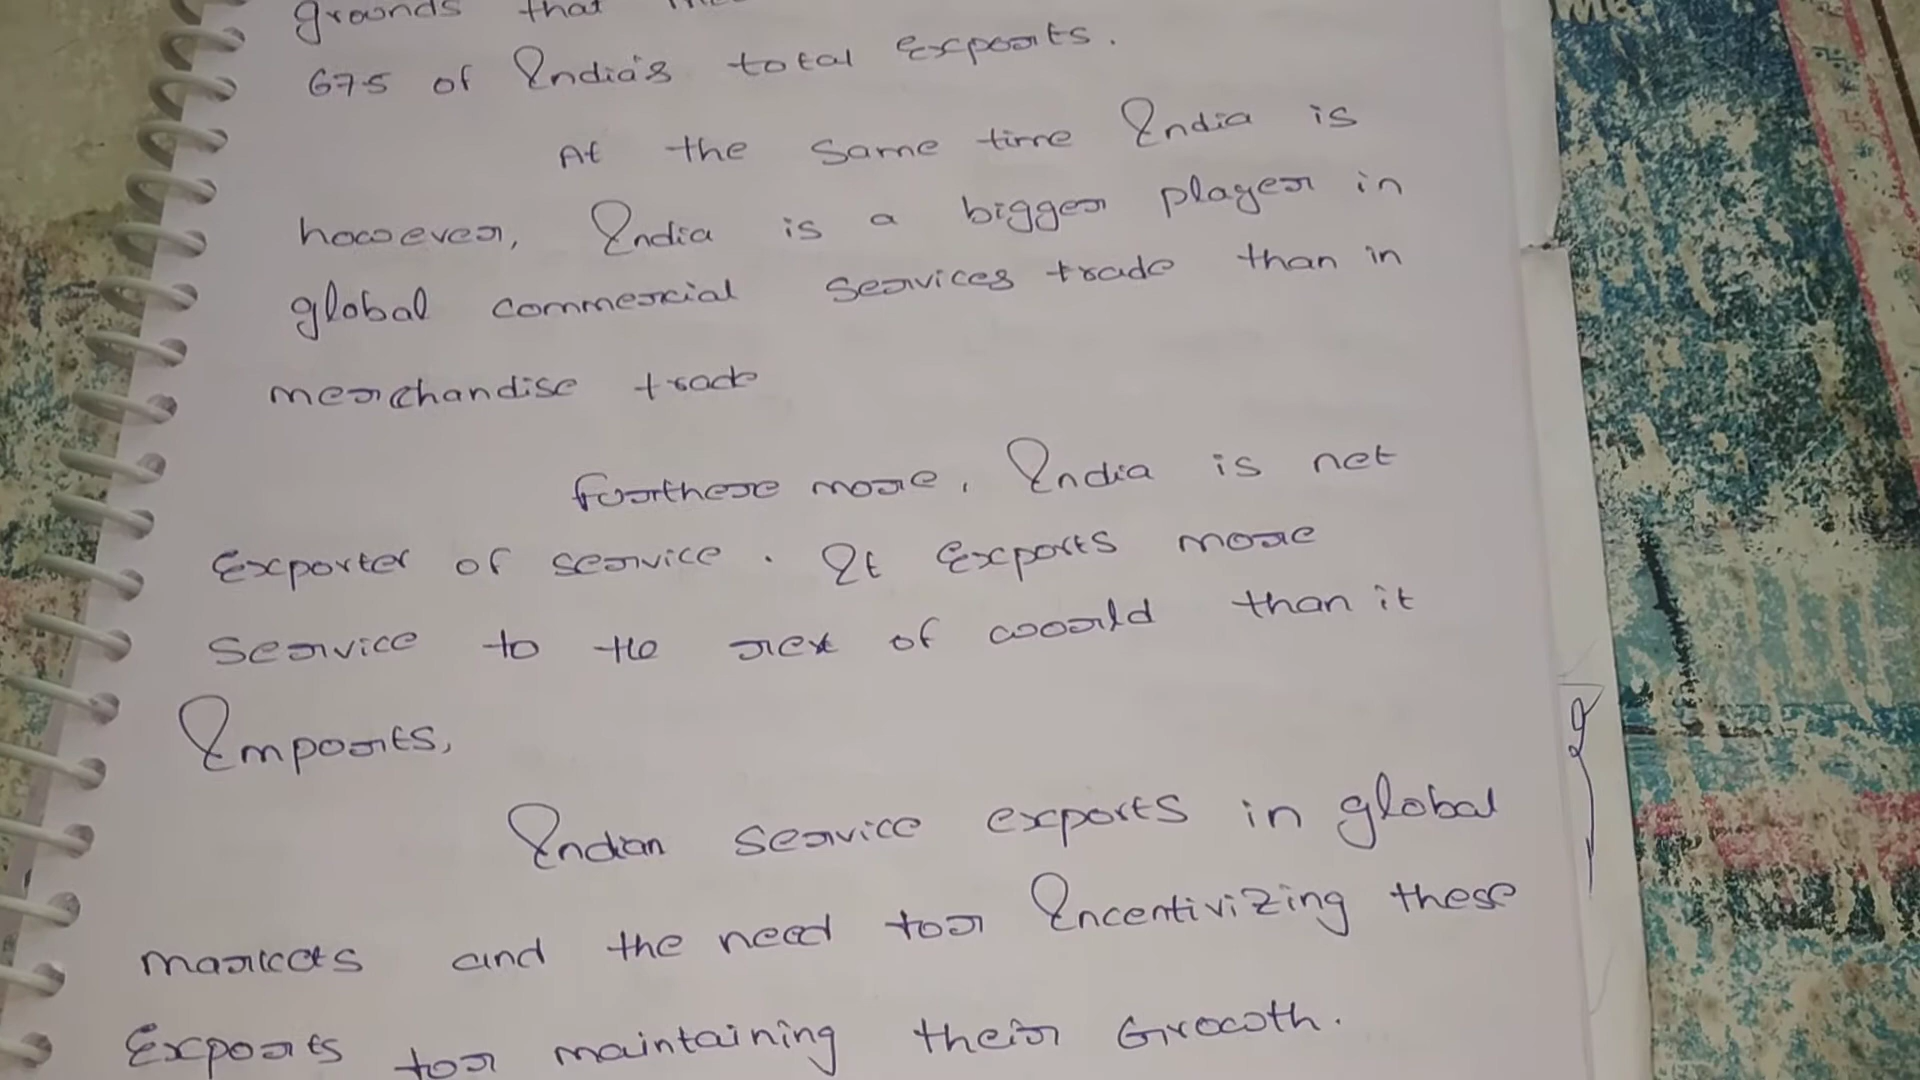 grounds that
675 of India's total Exports.
At the same time India is
however, India is a bigger player in
global commercial services trade than in
merchandise trade
furthere more, India is net
Exporter of service. It Exports more
Service to the rest of world than it
Imports,
Indian service exports in global
markets and the need for Incentivizing these
Exports for maintaining their Growth.